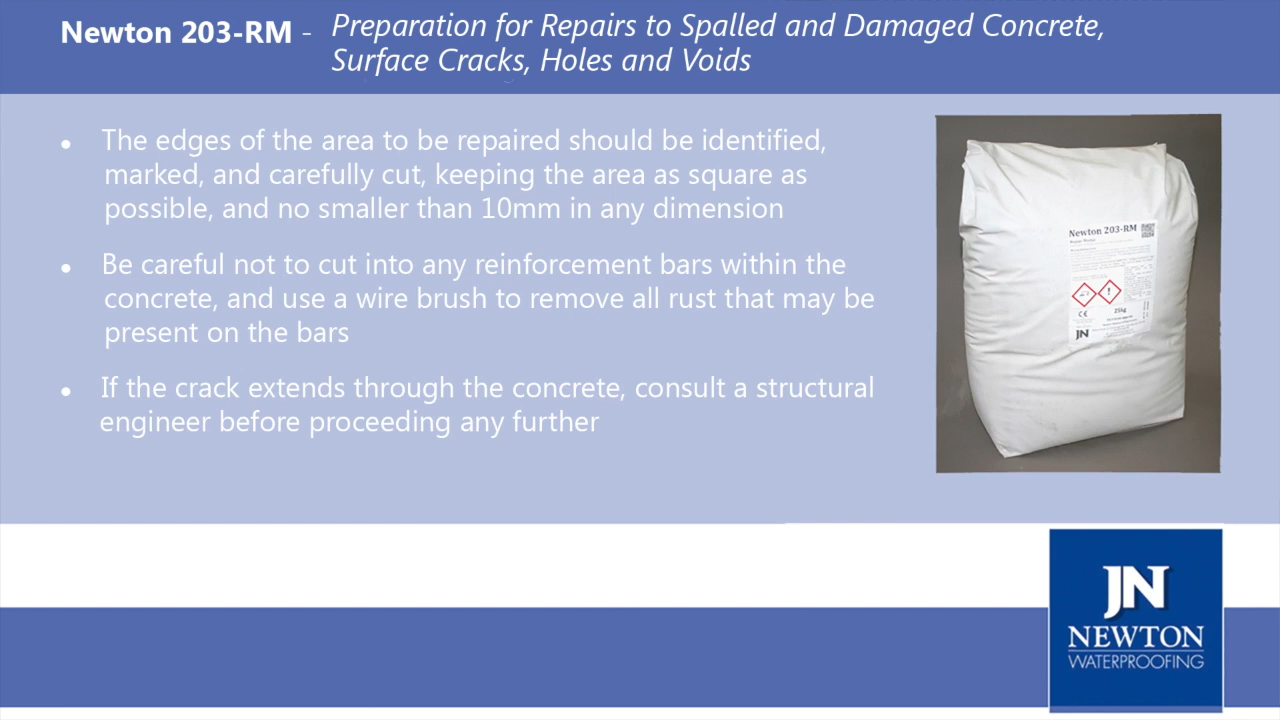 Newton 203-RM - Preparation for Repairs to Spalled and Damaged Concrete,
Surface Cracks, Holes and Voids
• The edges of the area to be repaired should be identified,
marked, and carefully cut, keeping the area as square as
possible, and no smaller than 10mm in any dimension
• Be careful not to cut into any reinforcement bars within the
concrete, and use a wire brush to remove all rust that may be
present on the bars
• If the crack extends through the concrete, consult a structural
engineer before proceeding any further
Newton 203-RM
Repair Mortar
CE
25kg
JN
JN
NEWTON
WATERPROOFING